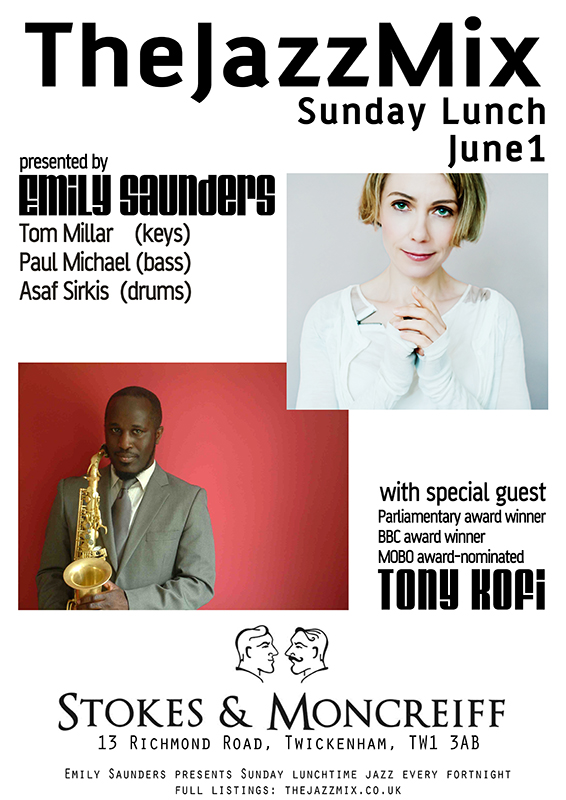 TheJazzMix
Sunday Lunch
June1
presented by
Emily Saunders
Tom Millar (keys)
Paul Michael (bass)
Asaf Sirkis (drums)
with special guest
Parliamentary award winner
BBC award winner
MOBO award-nominated
Tony Kofi
Stokes & Moncreiff
13 Richmond Road, Twickenham, TW1 3AB
Emily Saunders presents Sunday lunchtime jazz every fortnight
full listings: thejazzmix.co.uk